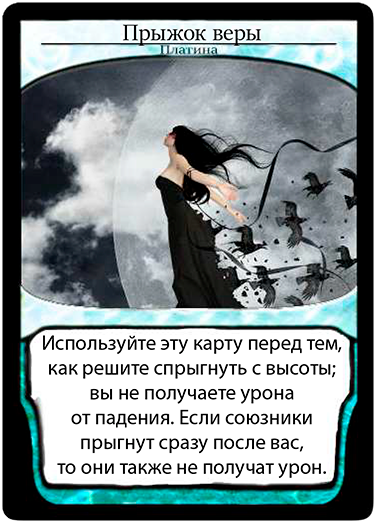 Прыжок веры
Платина
Используйте эту карту перед тем,
как решите спрыгнуть с высоты;
вы не получаете урона
от падения. Если союзники
прыгнут сразу после вас,
то они также не получат урон.